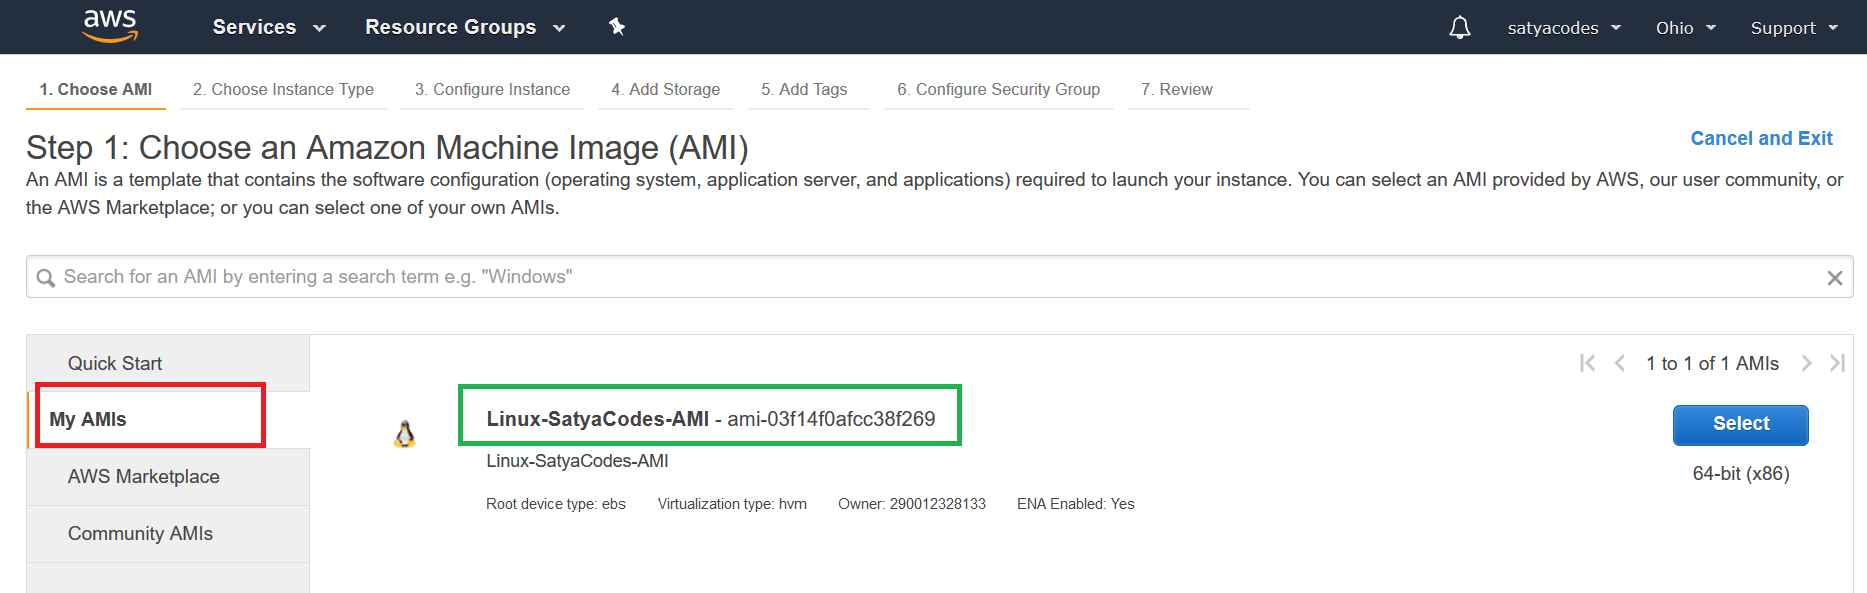 aws Services Resource Groups satyacodes Ohio Support
1. Choose AMI 2. Choose Instance Type 3. Configure Instance 4. Add Storage 5. Add Tags 6. Configure Security Group 7. Review
Step 1: Choose an Amazon Machine Image (AMI)
Cancel and Exit
An AMI is a template that contains the software configuration (operating system, application server, and applications) required to launch your instance. You can select an AMI provided by AWS, our user community, or
the AWS Marketplace; or you can select one of your own AMIs.
Search for an AMI by entering a search term e.g. "Windows"
Quick Start
My AMIs
AWS Marketplace
Community AMIs
1 to 1 of 1 AMIs
Linux-SatyaCodes-AMI - ami-03f14f0afcc38f269
Select
Linux-SatyaCodes-AMI
64-bit (x86)
Root device type: ebs Virtualization type: hvm Owner: 290012328133 ENA Enabled: Yes